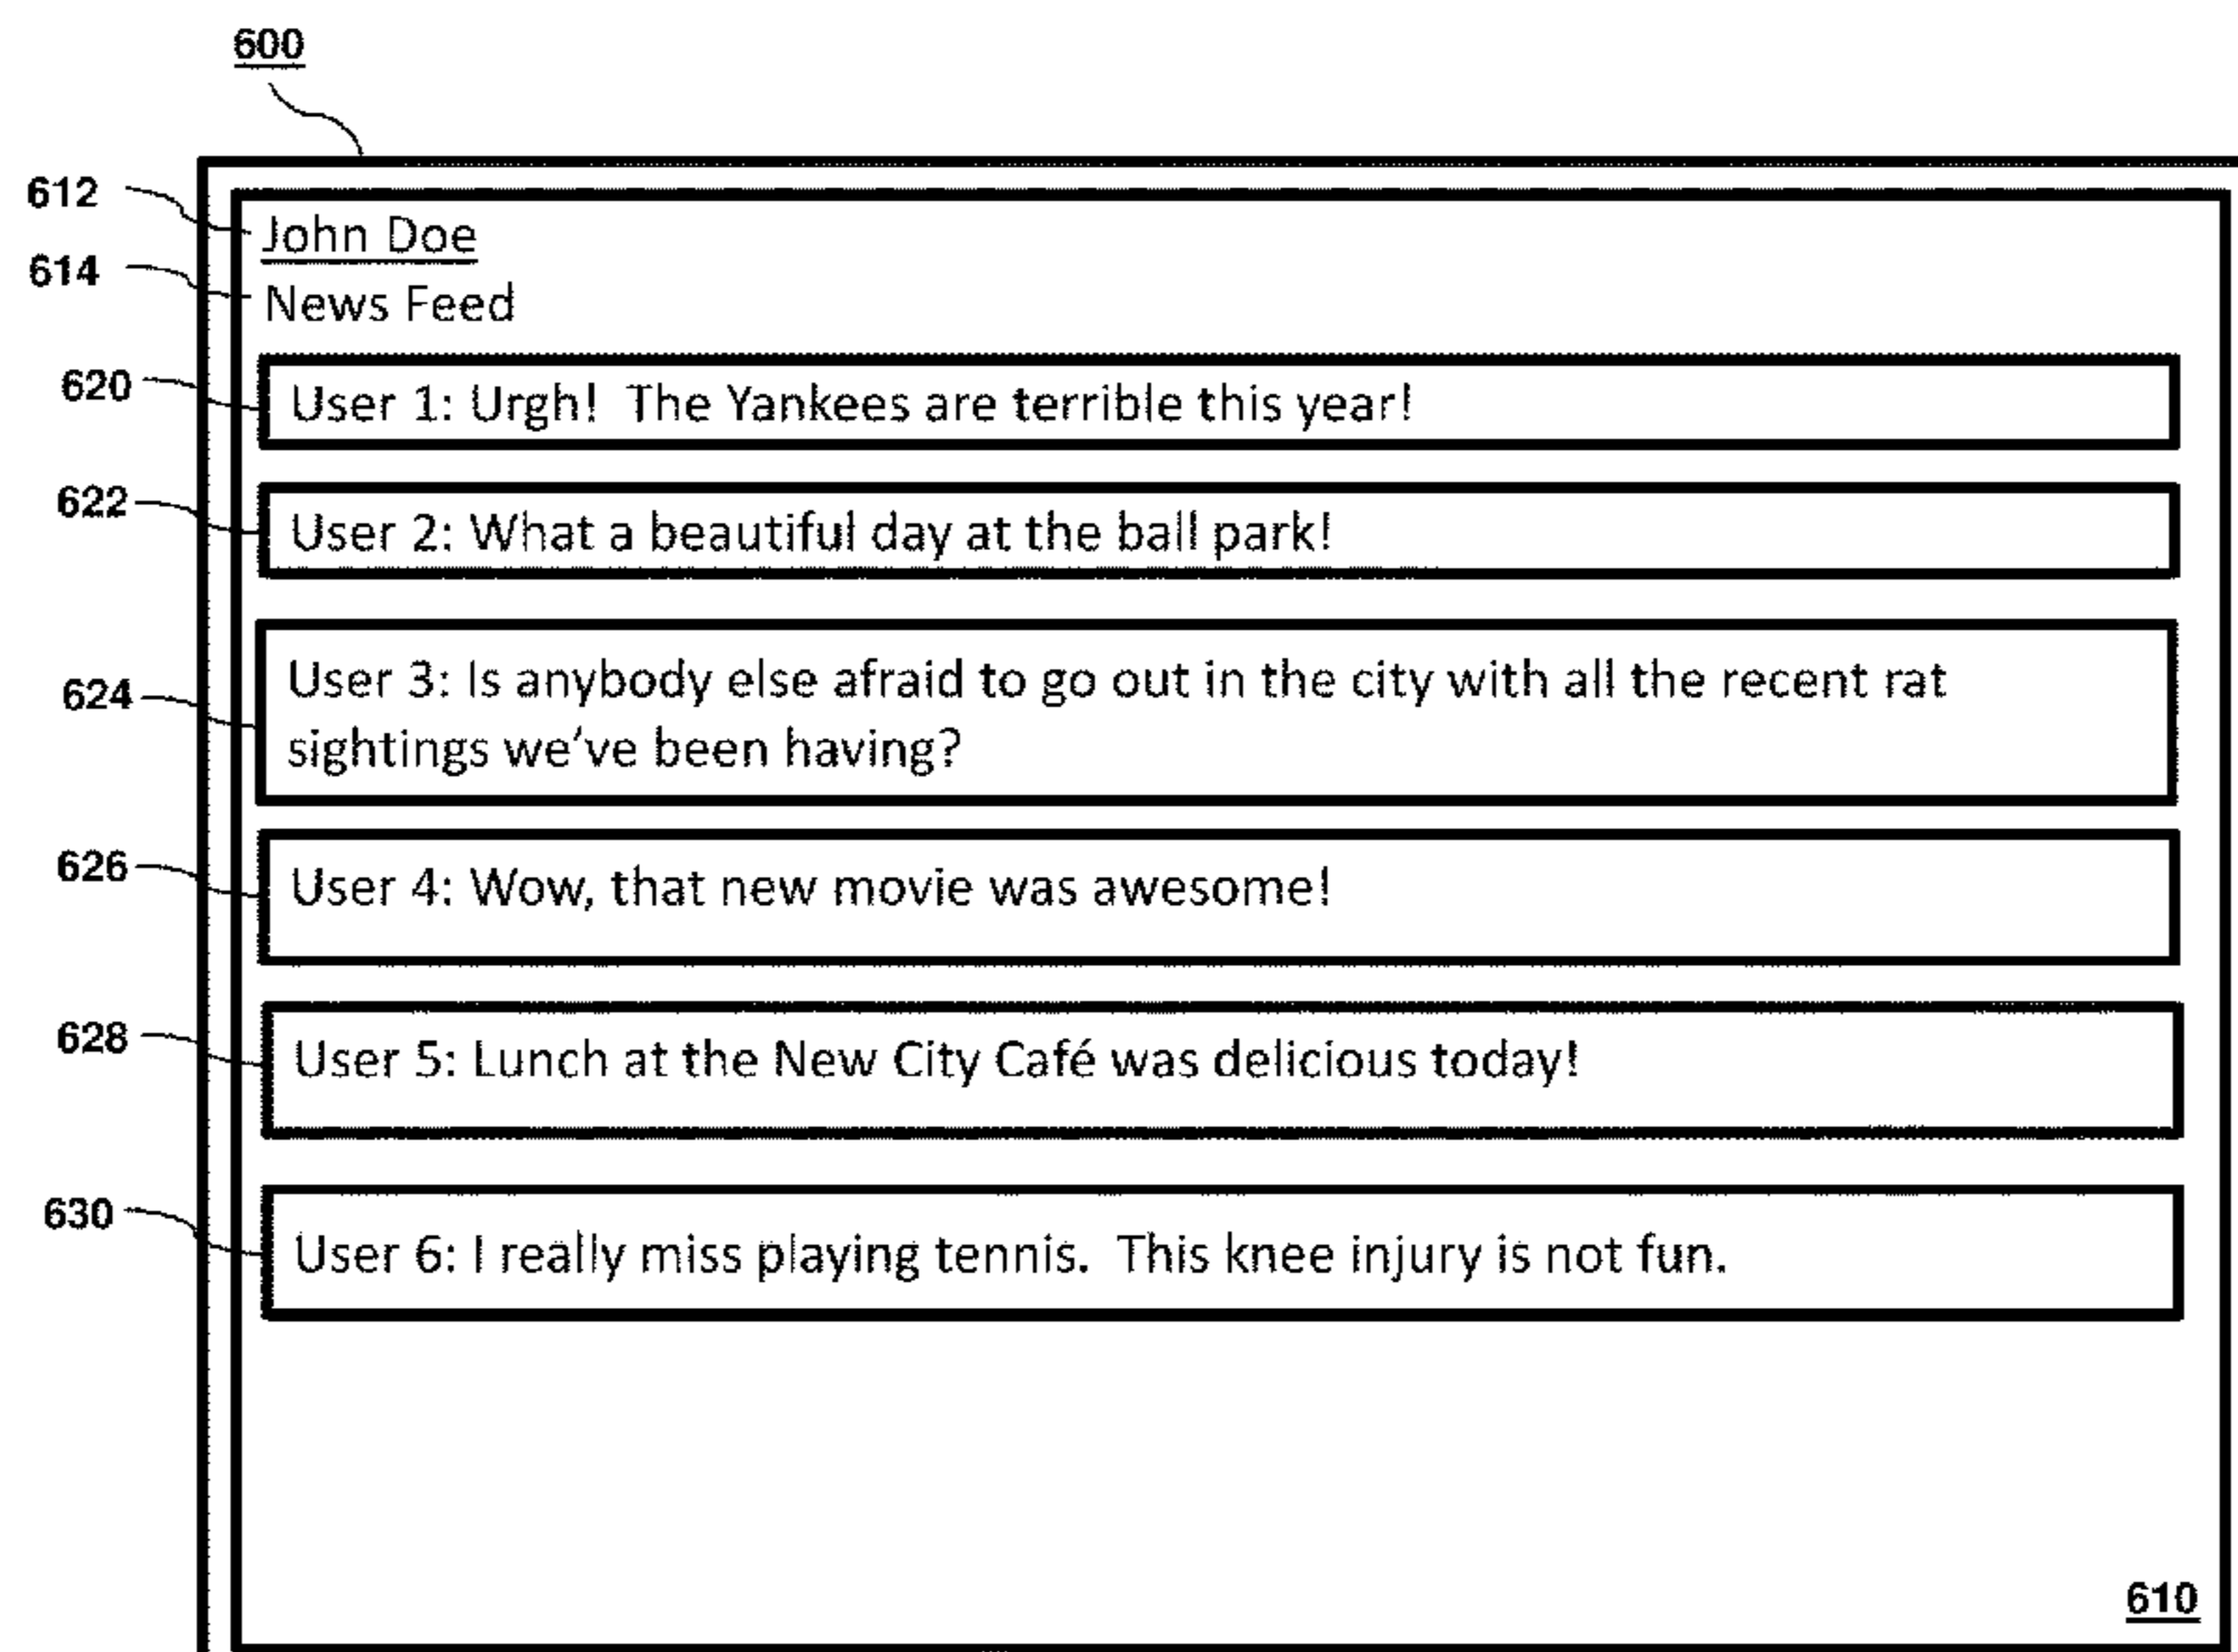 600
612 John Doe
614 News Feed
620 User 1: Urgh!  The Yankees are terrible this year!
622 User 2: What a beautiful day at the ball park!
624 User 3: Is anybody else afraid to go out in the city with all the recent rat
sightings we've been having?
626 User 4: Wow, that new movie was awesome!
628 User 5: Lunch at the New City Café was delicious today!
630 User 6: I really miss playing tennis.  This knee injury is not fun.
610